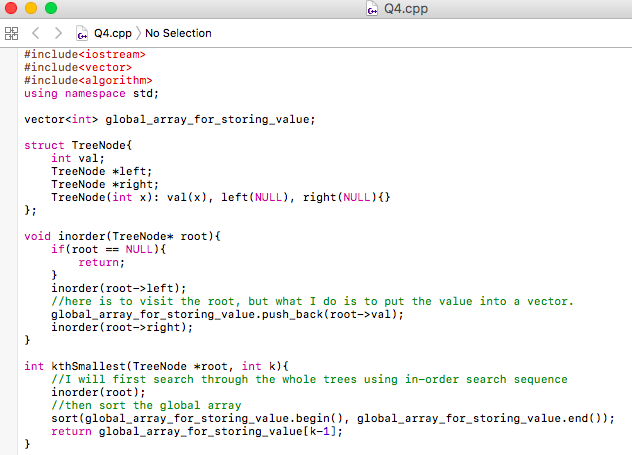 Q4.cpp
Q4.cpp No Selection
#include<iostream>
#include<vector>
#include<algorithm>
using namespace std;
vector<int> global_array_for_storing_value;
struct TreeNode{
    int val;
    TreeNode *left;
    TreeNode *right;
    TreeNode(int x): val(x), left(NULL), right(NULL){}
};
void inorder(TreeNode* root){
    if(root == NULL){
        return;
    }
    inorder(root->left);
    //here is to visit the root, but what I do is to put the value into a vector.
    global_array_for_storing_value.push_back(root->val);
    inorder(root->right);
}
int kthSmallest(TreeNode *root, int k){
    //I will first search through the whole trees using in-order search sequence
    inorder(root);
    //then sort the global array
    sort(global_array_for_storing_value.begin(), global_array_for_storing_value.end());
    return global_array_for_storing_value[k-1];
}